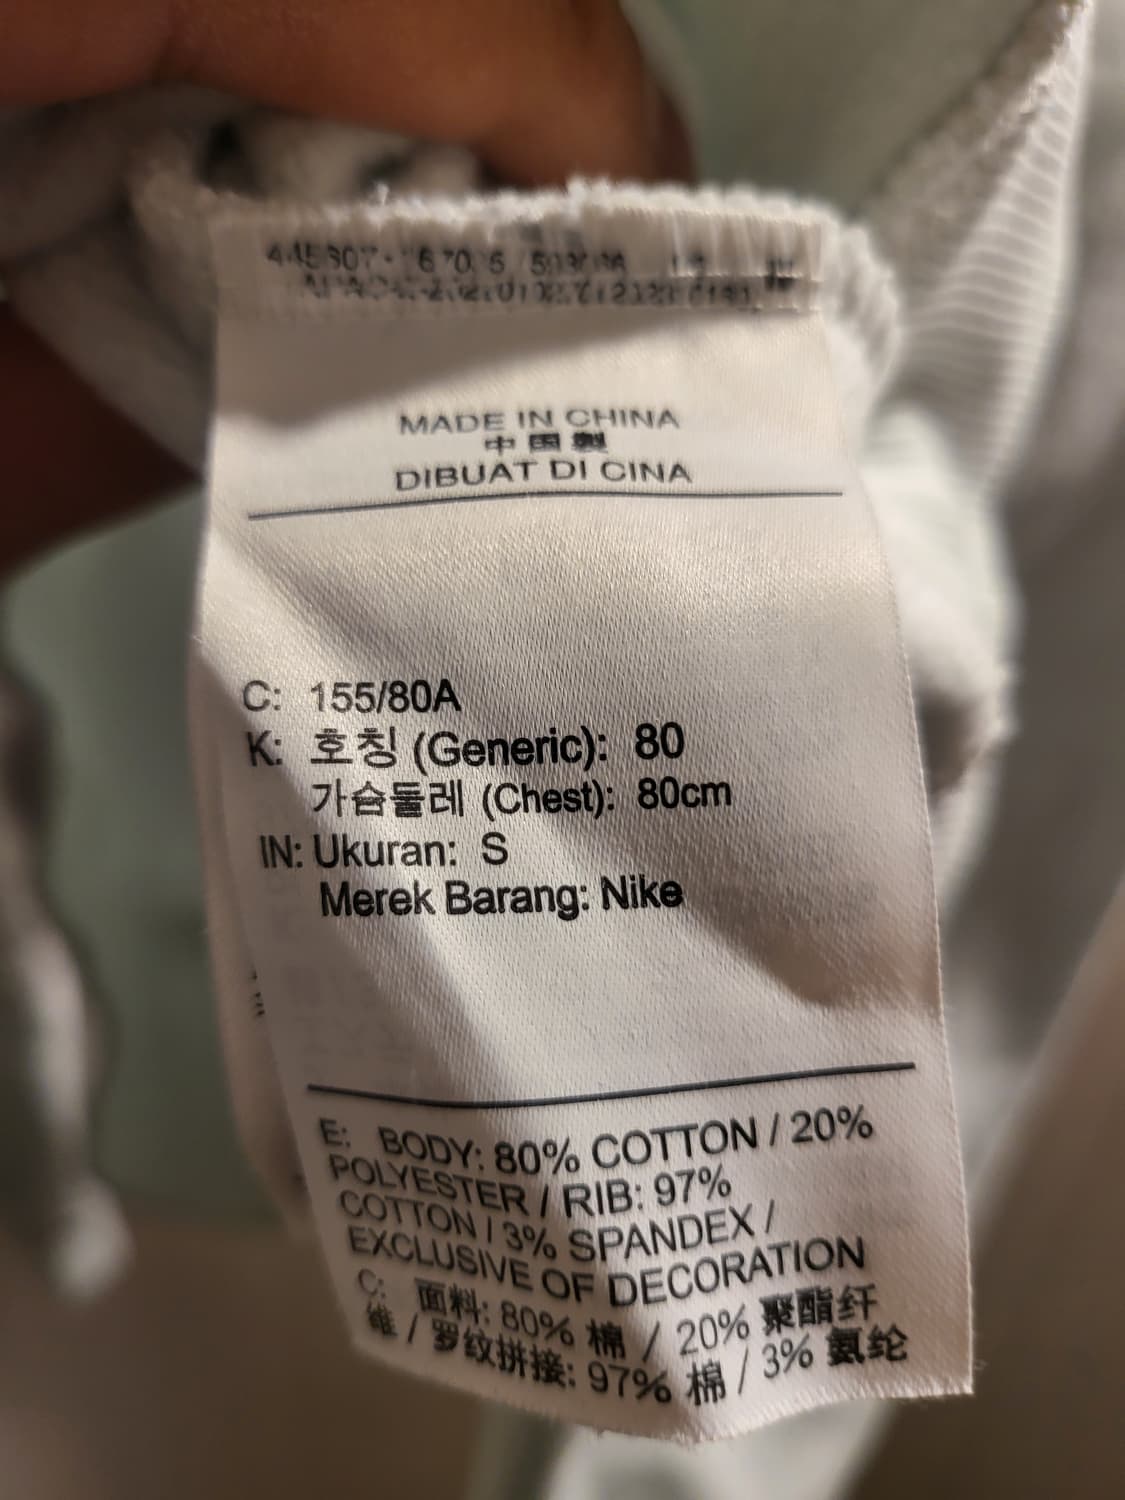 MADE IN CHINA
中国製
DIBUAT DI CINA
C: 155/80A
K: 호칭 (Generic): 80
가슴둘레 (Chest): 80cm
IN: Ukuran: S
Merek Barang: Nike
E: BODY: 80% COTTON / 20%
POLYESTER / RIB: 97%
COTTON / 3% SPANDEX /
EXCLUSIVE OF DECORATION
C: 面料: 80% 棉 / 20% 聚酯纤
维 / 罗纹拼接: 97% 棉 / 3% 氨纶